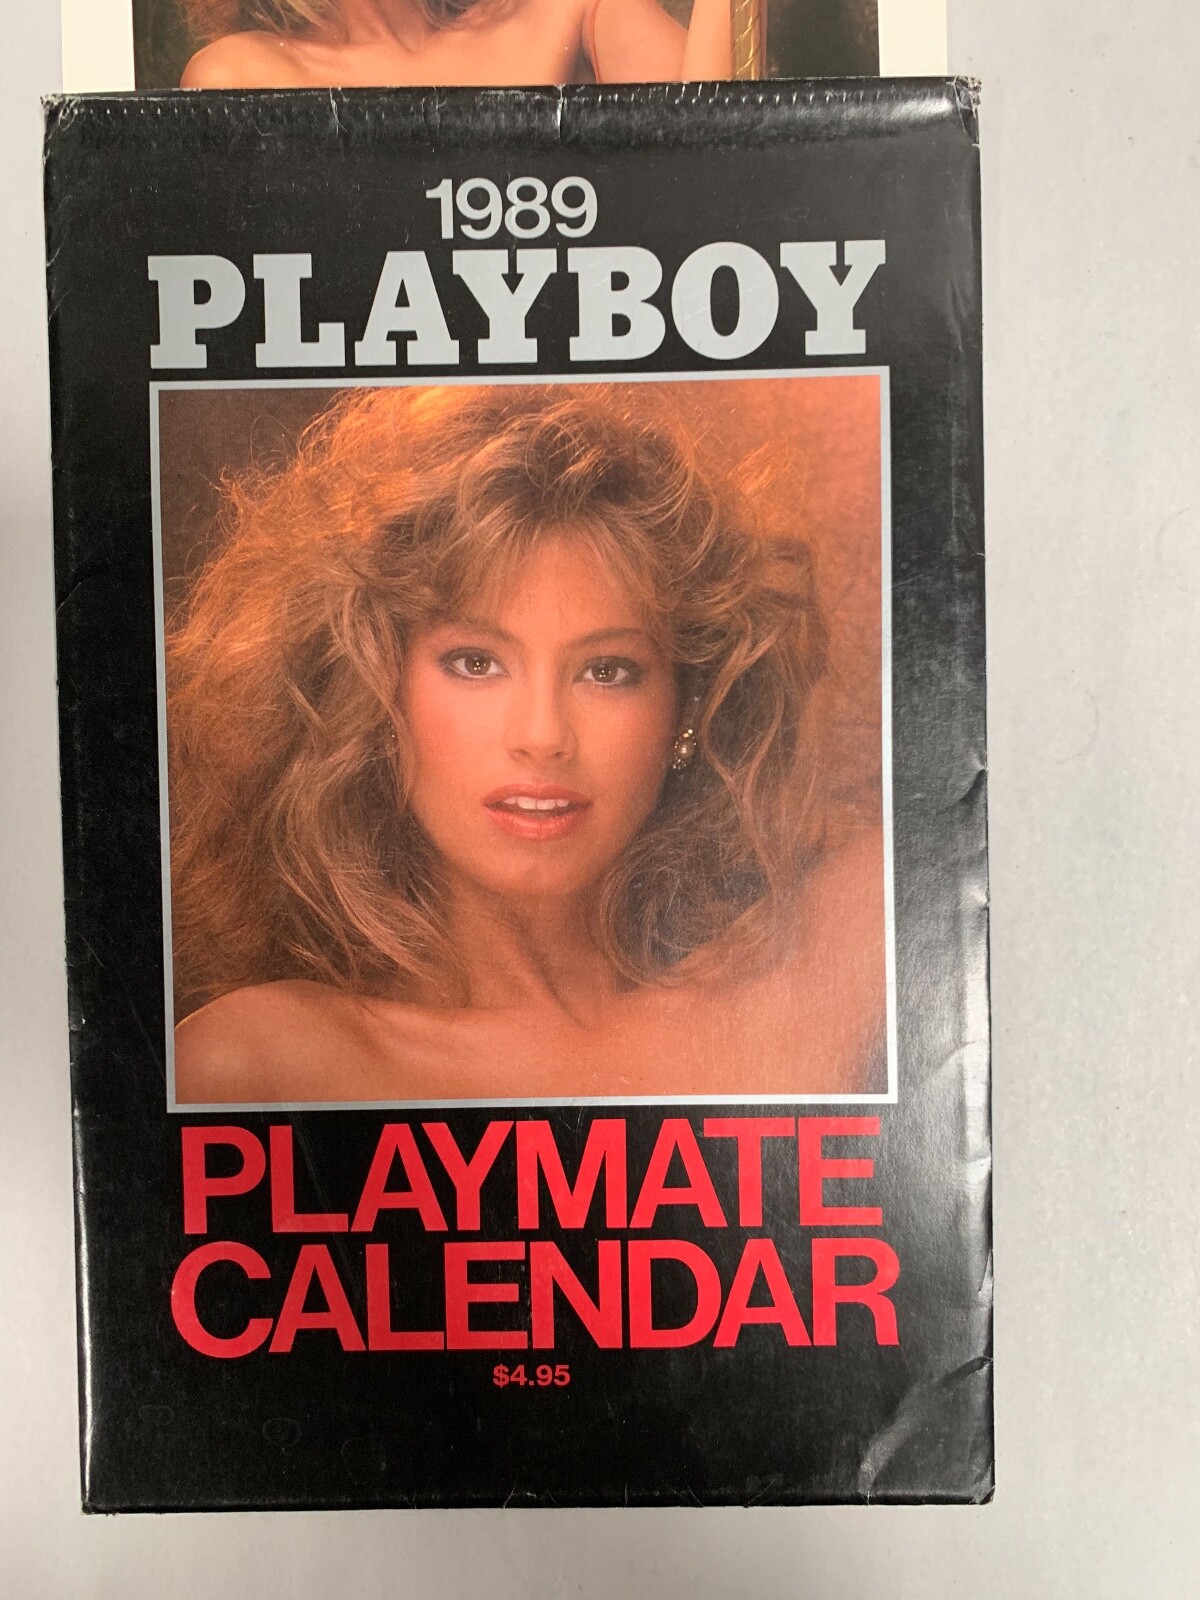 1989
PLAYBOY
PLAYMATE
CALENDAR
$4.95